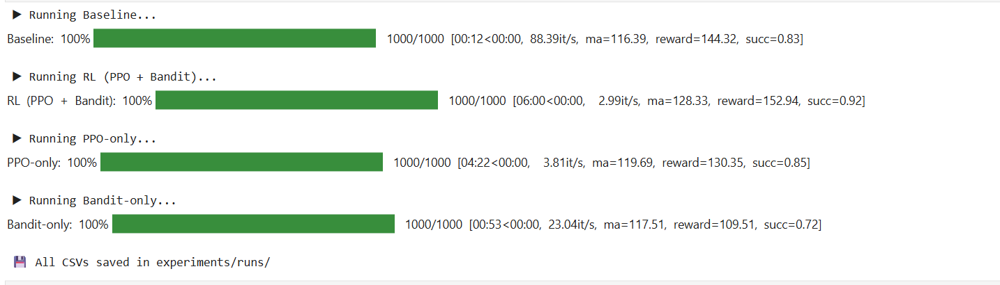 ▶ Running Baseline...
Baseline: 100% 1000/1000 [00:12<00:00, 88.39it/s, ma=116.39, reward=144.32, succ=0.83]
▶ Running RL (PPO + Bandit)...
RL (PPO + Bandit): 100% 1000/1000 [06:00<00:00, 2.99it/s, ma=128.33, reward=152.94, succ=0.92]
▶ Running PPO-only...
PPO-only: 100% 1000/1000 [04:22<00:00, 3.81it/s, ma=119.69, reward=130.35, succ=0.85]
▶ Running Bandit-only...
Bandit-only: 100% 1000/1000 [00:53<00:00, 23.04it/s, ma=117.51, reward=109.51, succ=0.72]
💾 All CSVs saved in experiments/runs/